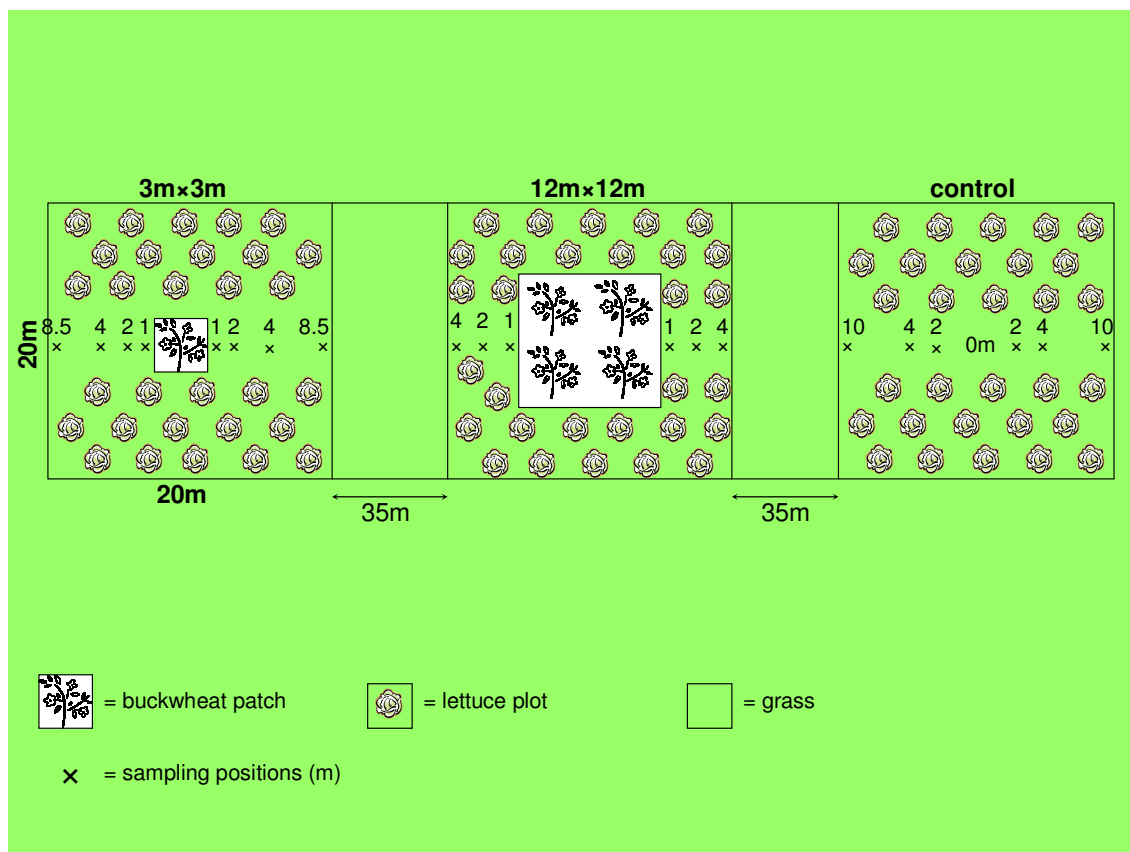 3m×3m 12m×12m control
20m
8.5 4 2 1 1 2 4 8.5 4 2 1 1 2 4 10 4 2 0m 2 4 10
× × × × × × × × × × × × × × × × × × × ×
20m
35m 35m
= buckwheat patch = lettuce plot = grass
× = sampling positions (m)